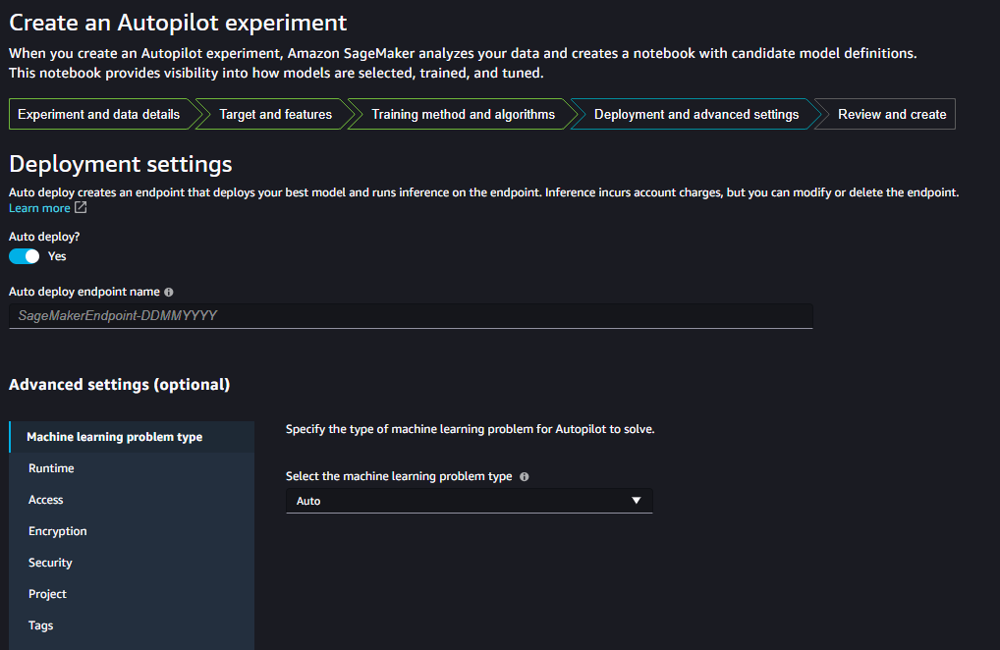 Create an Autopilot experiment
When you create an Autopilot experiment, Amazon SageMaker analyzes your data and creates a notebook with candidate model definitions.
This notebook provides visibility into how models are selected, trained, and tuned.
Experiment and data details
Target and features
Training method and algorithms
Deployment and advanced settings
Review and create
Deployment settings
Auto deploy creates an endpoint that deploys your best model and runs inference on the endpoint. Inference incurs account charges, but you can modify or delete the endpoint.
Learn more
Auto deploy?
Yes
Auto deploy endpoint name
SageMakerEndpoint-DDMMYYYY
Advanced settings (optional)
Machine learning problem type
Runtime
Access
Encryption
Security
Project
Tags
Specify the type of machine learning problem for Autopilot to solve.
Select the machine learning problem type
Auto